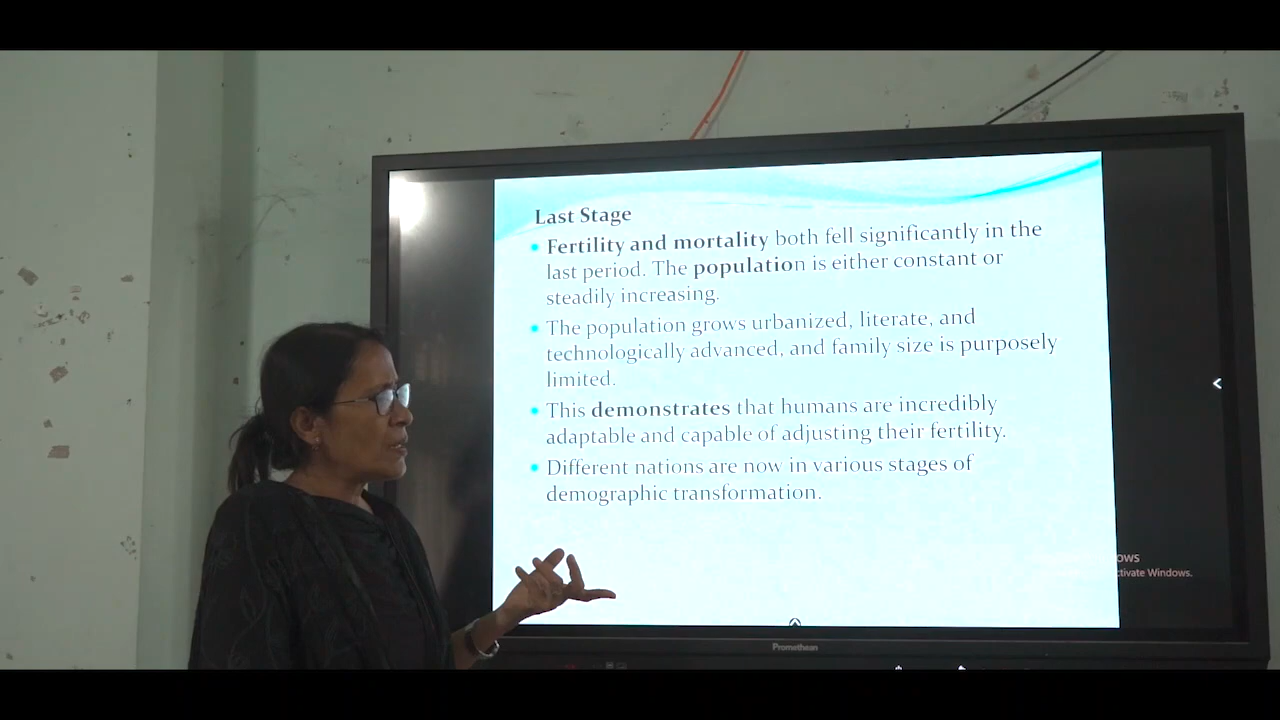 Last Stage
Fertility and mortality both fell significantly in the
last period. The population is either constant or
steadily increasing.
The population grows urbanized, literate, and
technologically advanced, and family size is purposely
limited.
This demonstrates that humans are incredibly
adaptable and capable of adjusting their fertility.
Different nations are now in various stages of
demographic transformation.
Windows.
Promethean